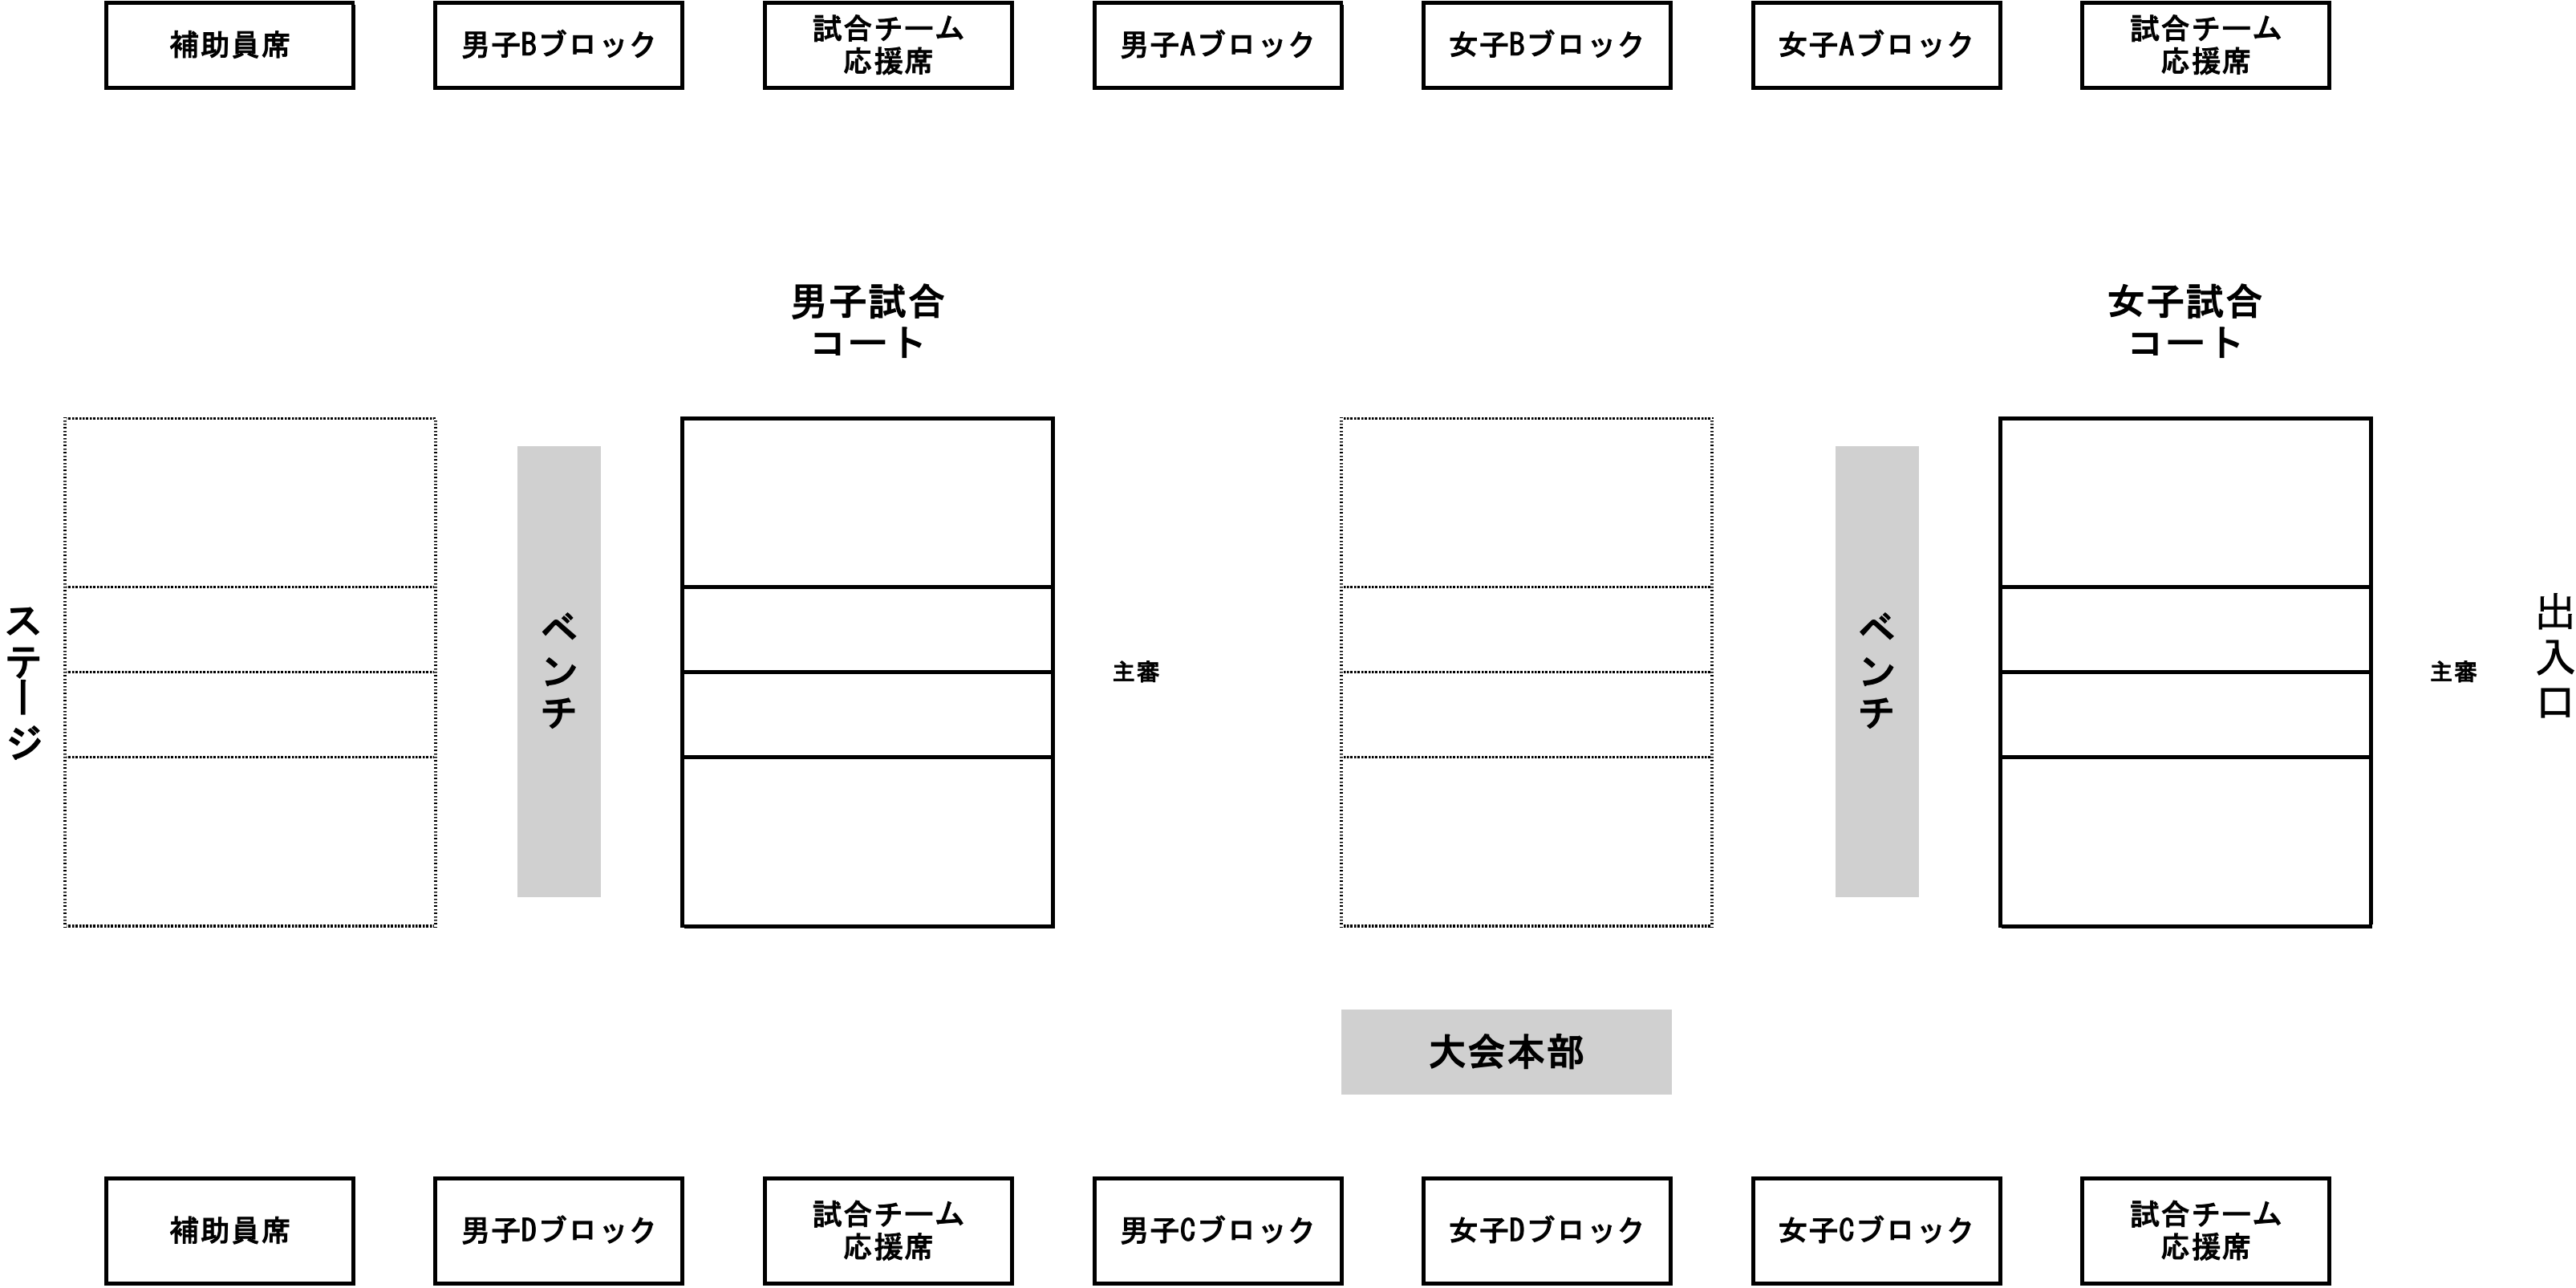 補助員席
男子Bブロック
試合チーム
応援席
男子Aブロック
女子Bブロック
女子Aブロック
試合チーム
応援席
男子試合
コート
女子試合
コート
ステージ
ベンチ
主審
ベンチ
主審
出入口
大会本部
補助員席
男子Dブロック
試合チーム
応援席
男子Cブロック
女子Dブロック
女子Cブロック
試合チーム
応援席